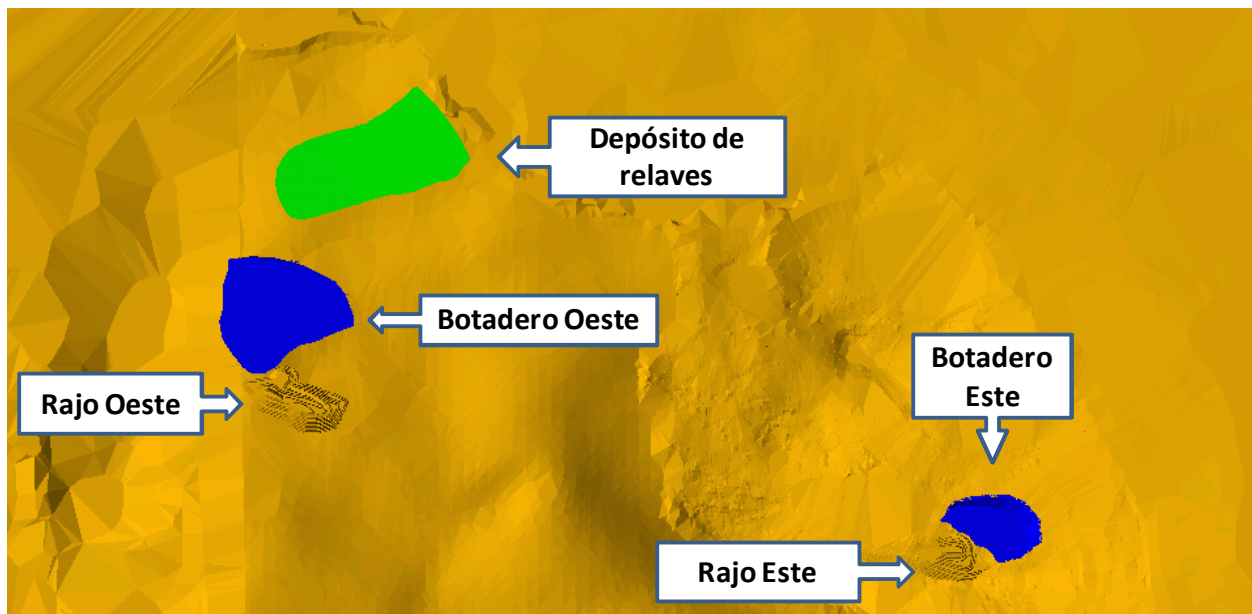 Depósito de
relaves
Botadero Oeste
Botadero
Este
Rajo Oeste
Rajo Este